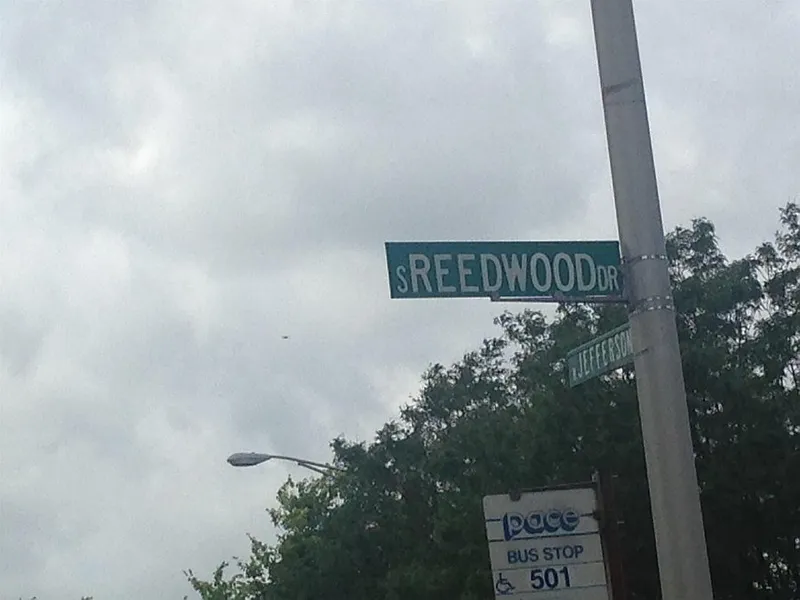 S REEDWOOD DR
W JEFFERSON
pace
BUS STOP
501